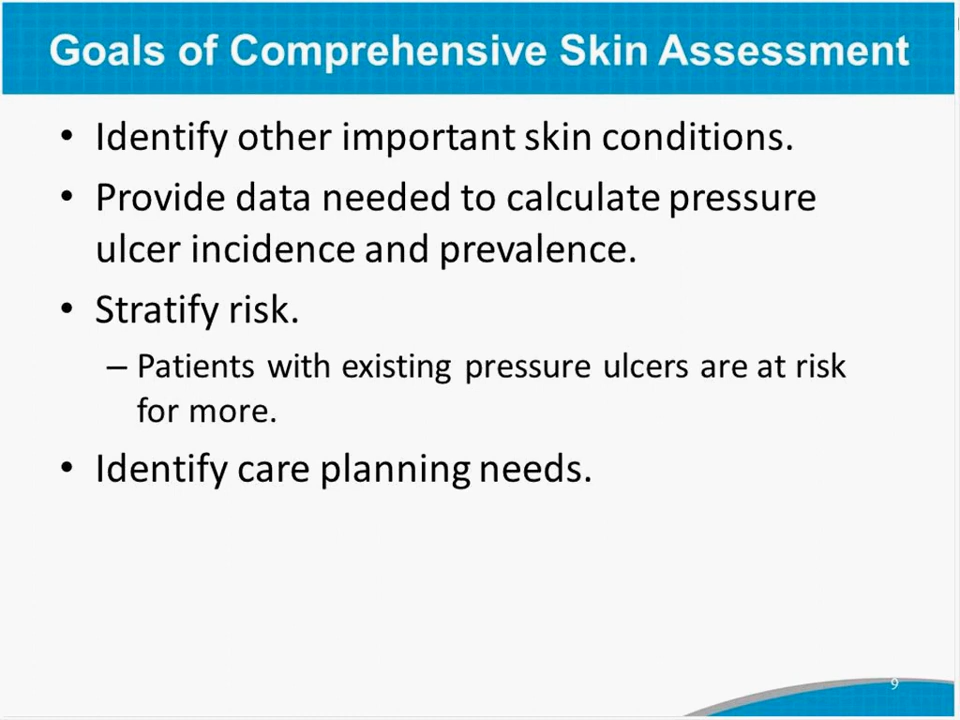 Goals of Comprehensive Skin Assessment
• Identify other important skin conditions.
• Provide data needed to calculate pressure
ulcer incidence and prevalence.
• Stratify risk.
– Patients with existing pressure ulcers are at risk
for more.
• Identify care planning needs.
9